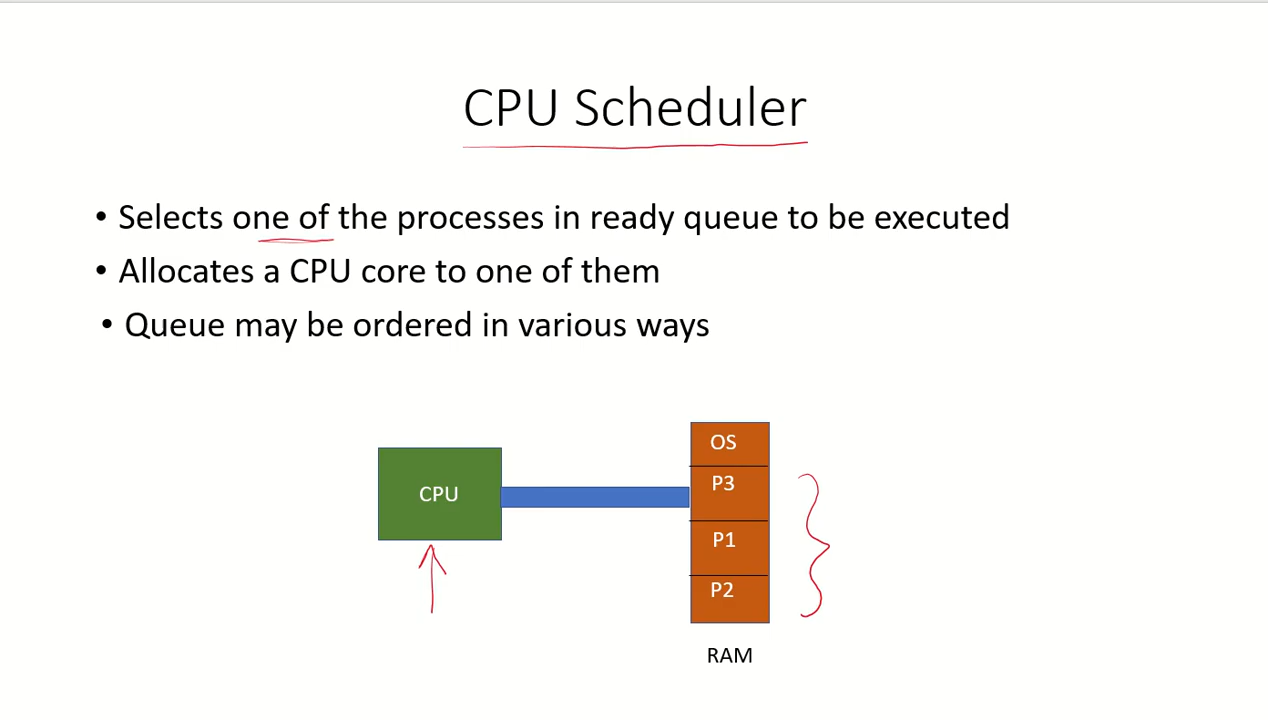 CPU Scheduler
• Selects one of the processes in ready queue to be executed
• Allocates a CPU core to one of them
• Queue may be ordered in various ways
OS
P3
CPU
P1
P2
RAM